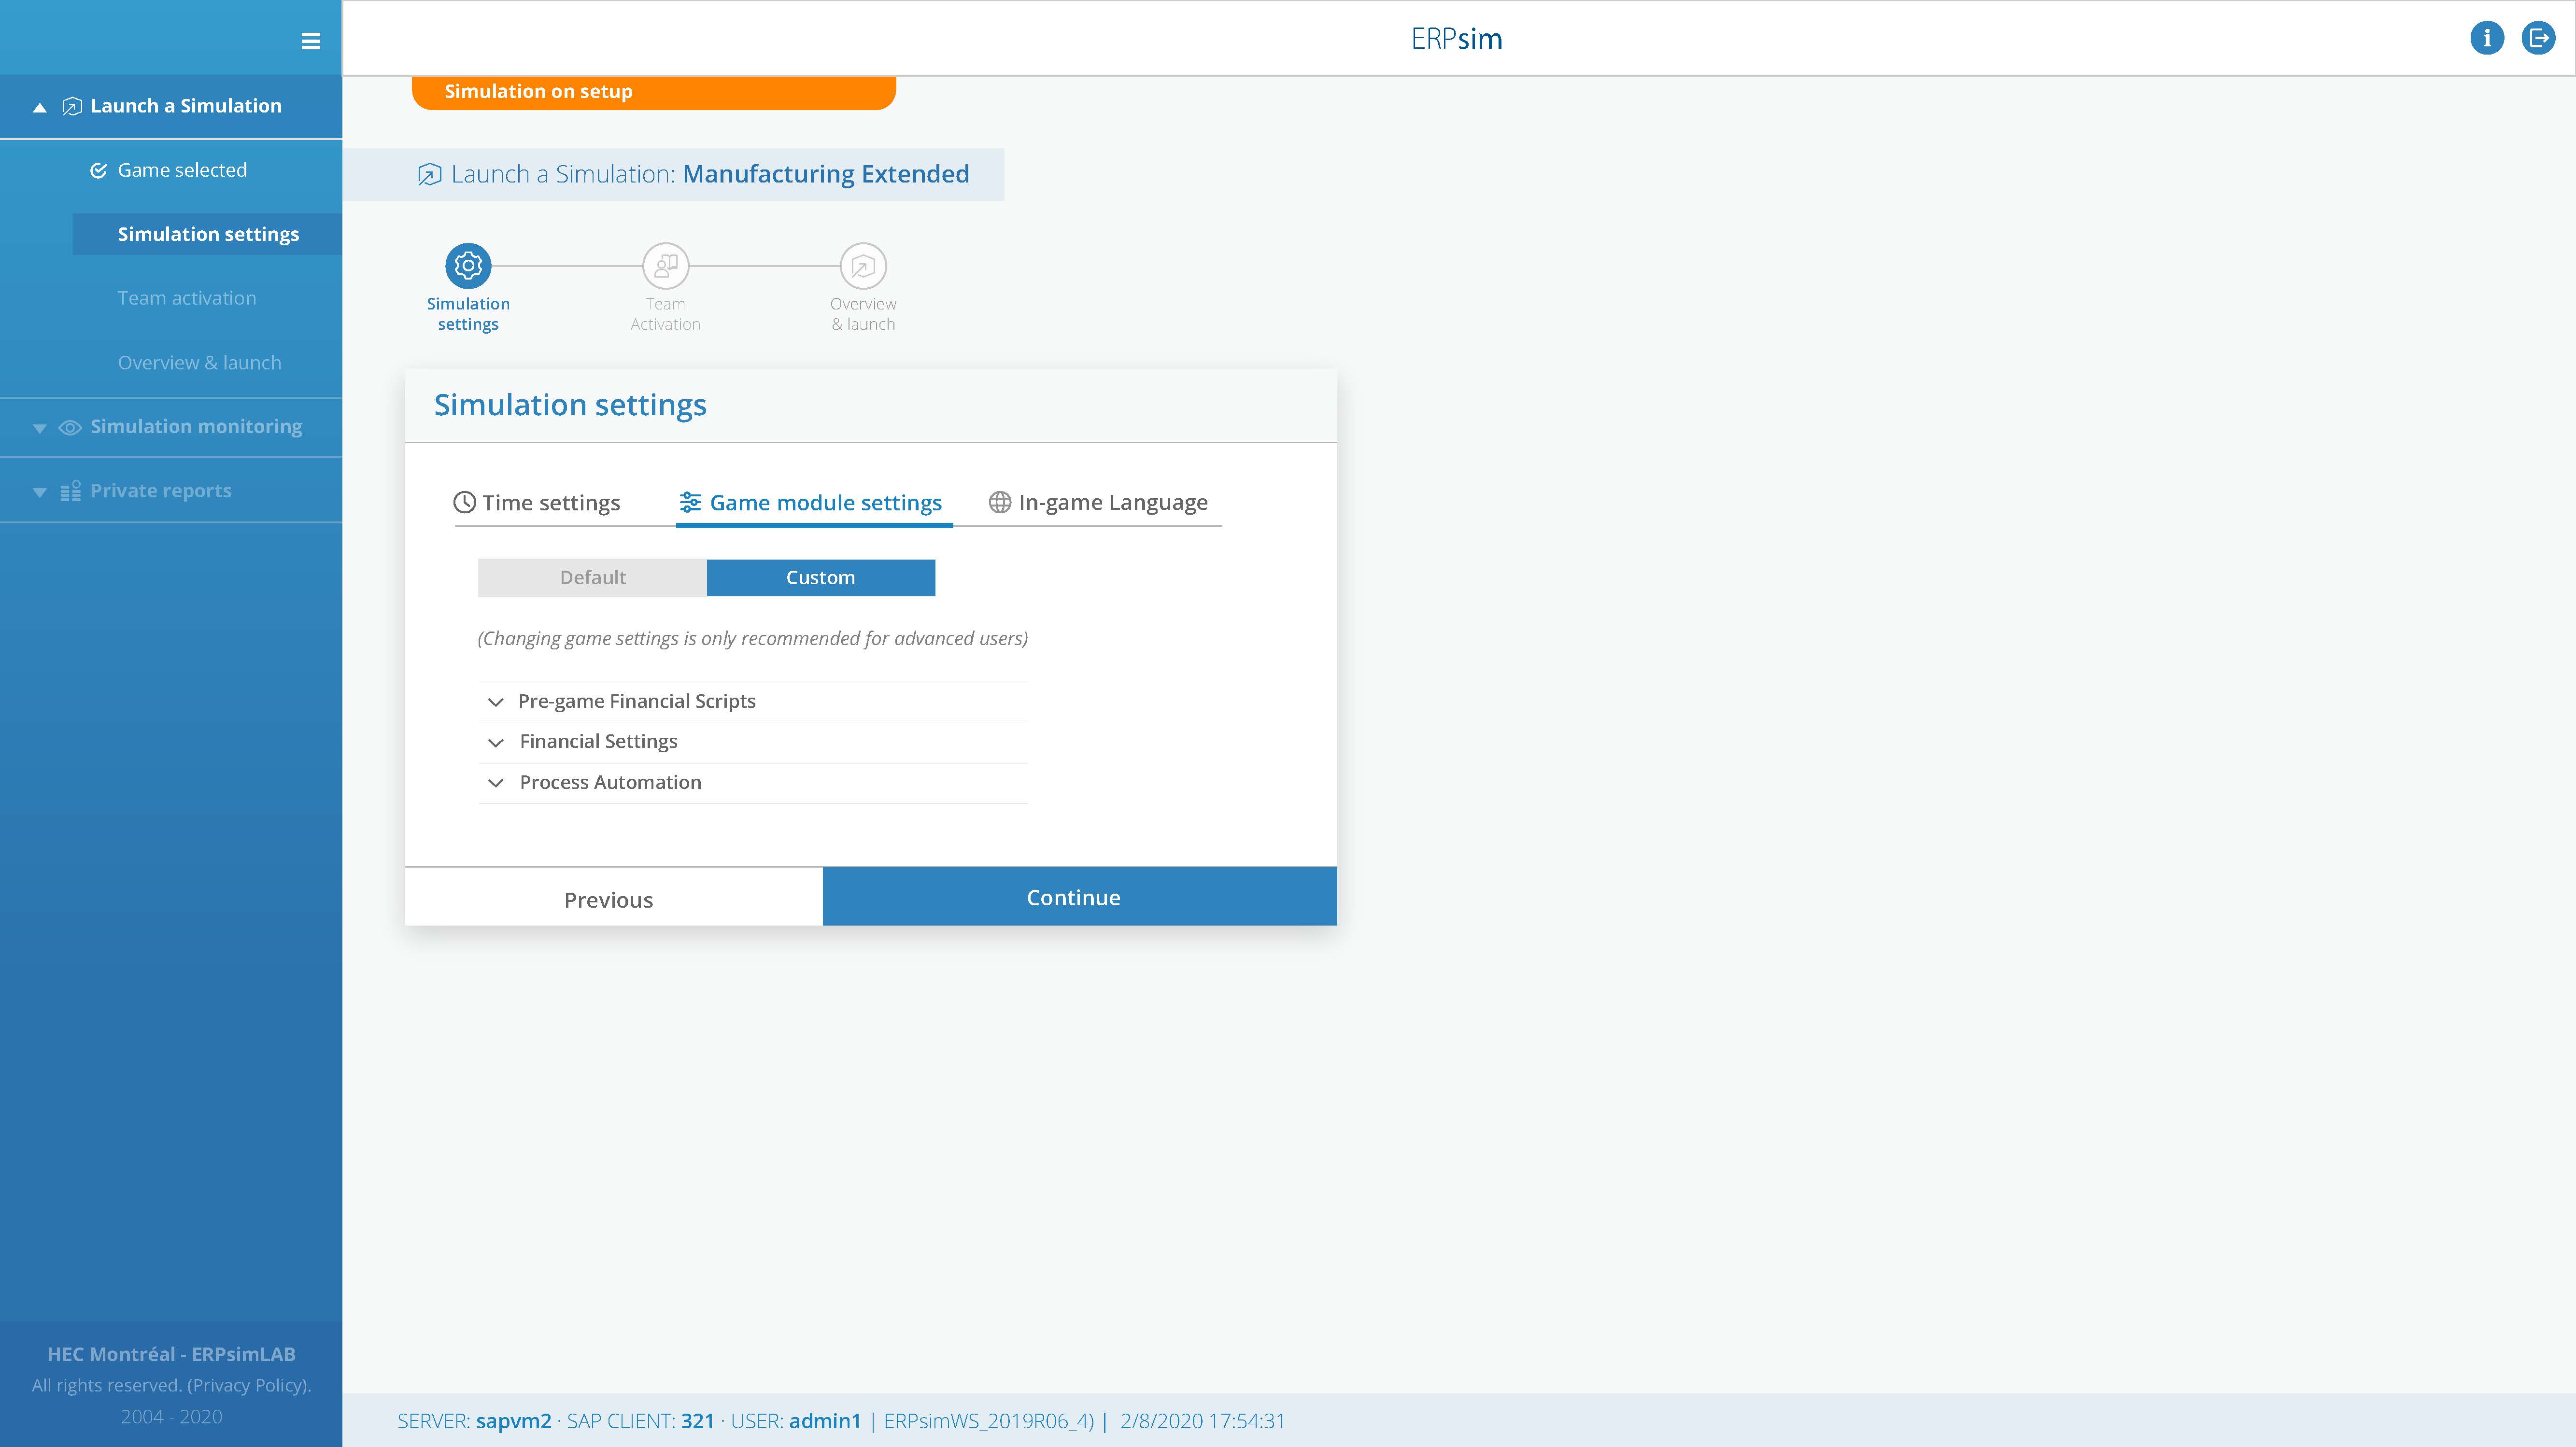 ERPsim
Launch a Simulation
Game selected
Simulation settings
Team activation
Overview & launch
Simulation monitoring
Private reports
HEC Montréal - ERPsimLAB
All rights reserved. (Privacy Policy).
2004 - 2020
Simulation on setup
Launch a Simulation: Manufacturing Extended
Simulation
settings
Team
Activation
Overview
& launch
Simulation settings
Time settings
Game module settings
In-game Language
Default
Custom
(Changing game settings is only recommended for advanced users)
Pre-game Financial Scripts
Financial Settings
Process Automation
Previous
Continue
SERVER: sapvm2 · SAP CLIENT: 321 · USER: admin1 | ERPsimWS_2019R06_4) | 2/8/2020 17:54:31